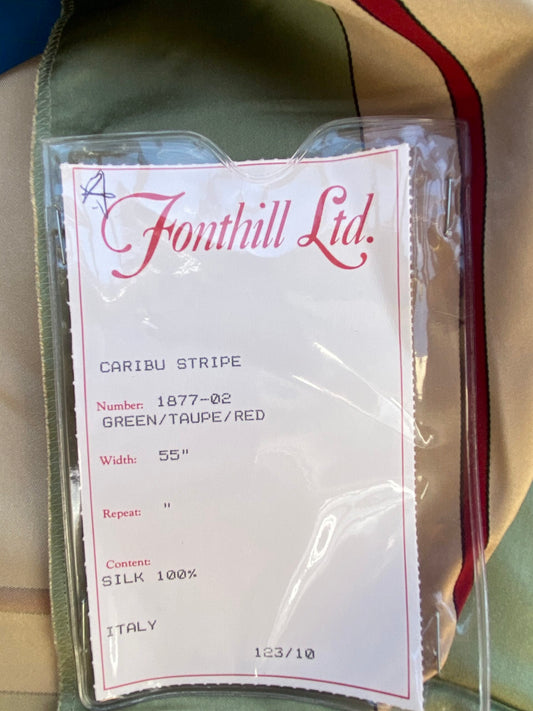 Fonthill Ltd.
CARIBU STRIPE
Number: 1877-02
GREEN/TAUPE/RED
Width: 55"
Repeat: "
Content:
SILK 100%
ITALY
123/10